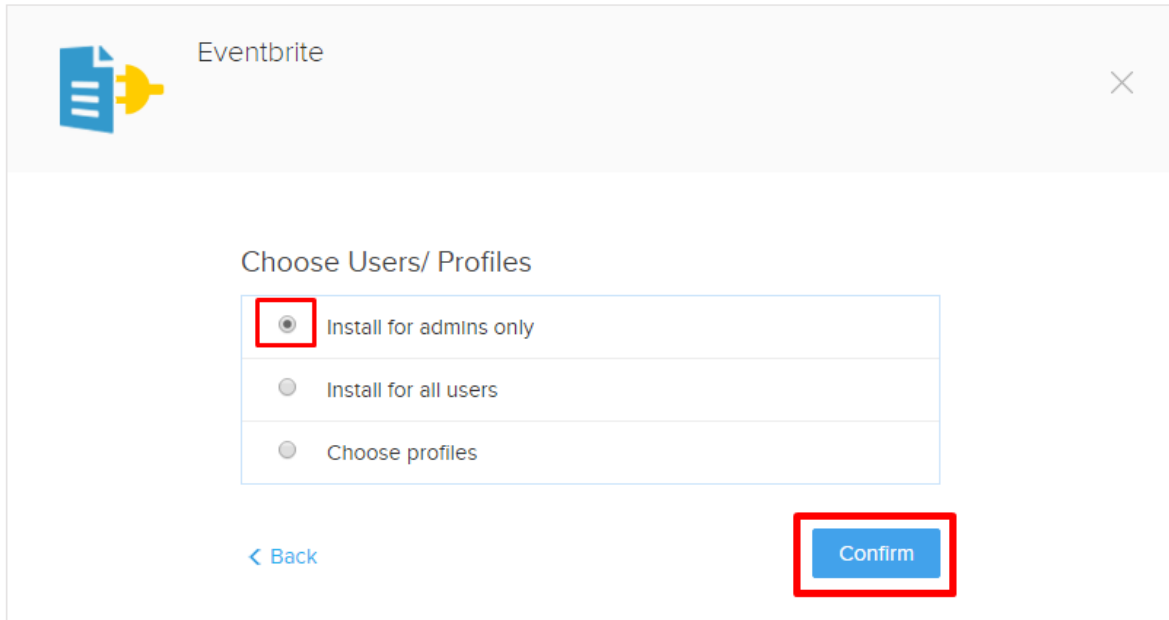 Eventbrite
Choose Users/ Profiles
Install for admins only
Install for all users
Choose profiles
Back
Confirm